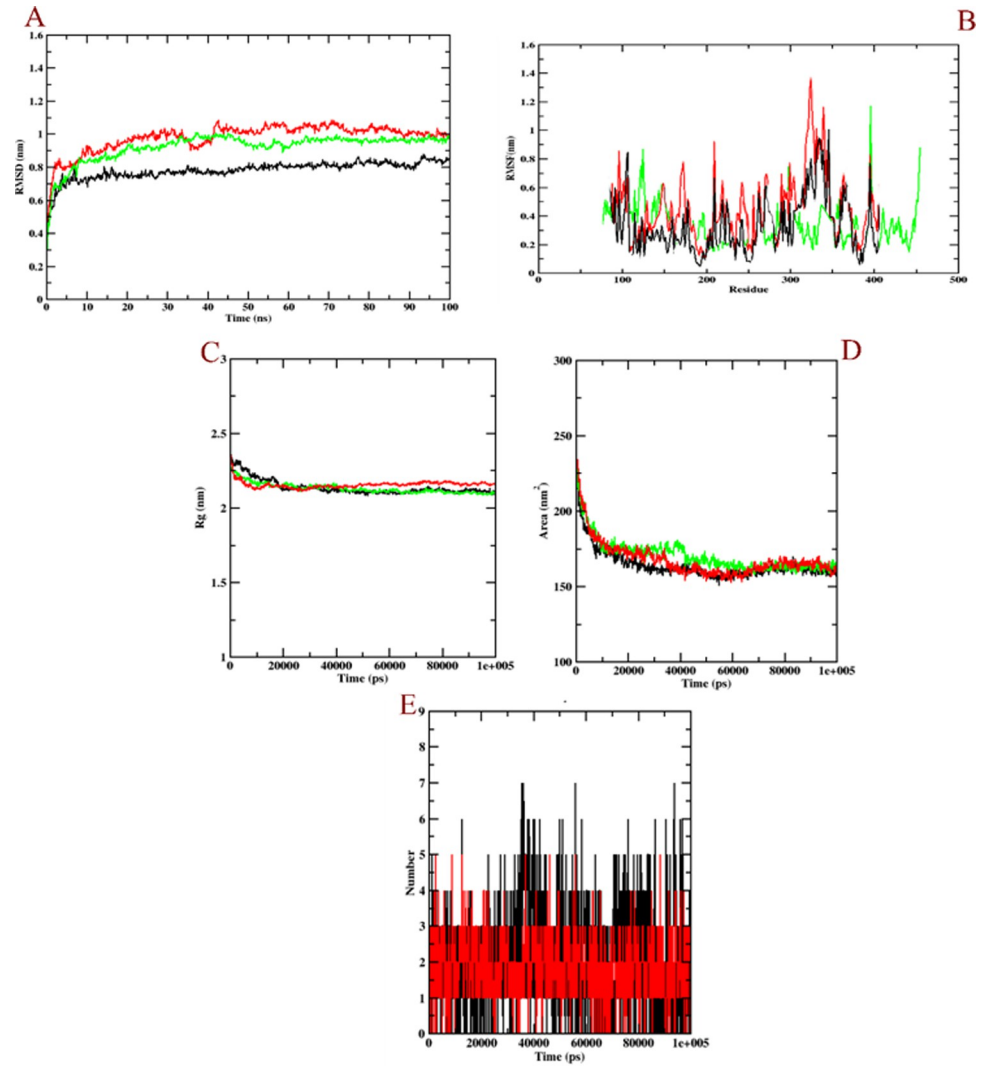 A
1.6
1.4
1.2
1
0.8
0.6
0.4
0.2
0
RMSD (nm)
0 10 20 30 40 50 60 70 80 90 100
Time (ns)
B
1.6
1.4
1.2
1
0.8
0.6
0.4
0.2
0
RMSF(nm)
100 200 300 400 500
Residue
C
3
2.5
2
1.5
1
Rg (nm)
0 20000 40000 60000 80000 1e+005
Time (ps)
D
300
250
200
150
100
Area (nm²)
0 20000 40000 60000 80000 1e+005
Time (ps)
E
9
8
7
6
5
4
3
2
1
0
Number
0 20000 40000 60000 80000 1e+005
Time (ps)